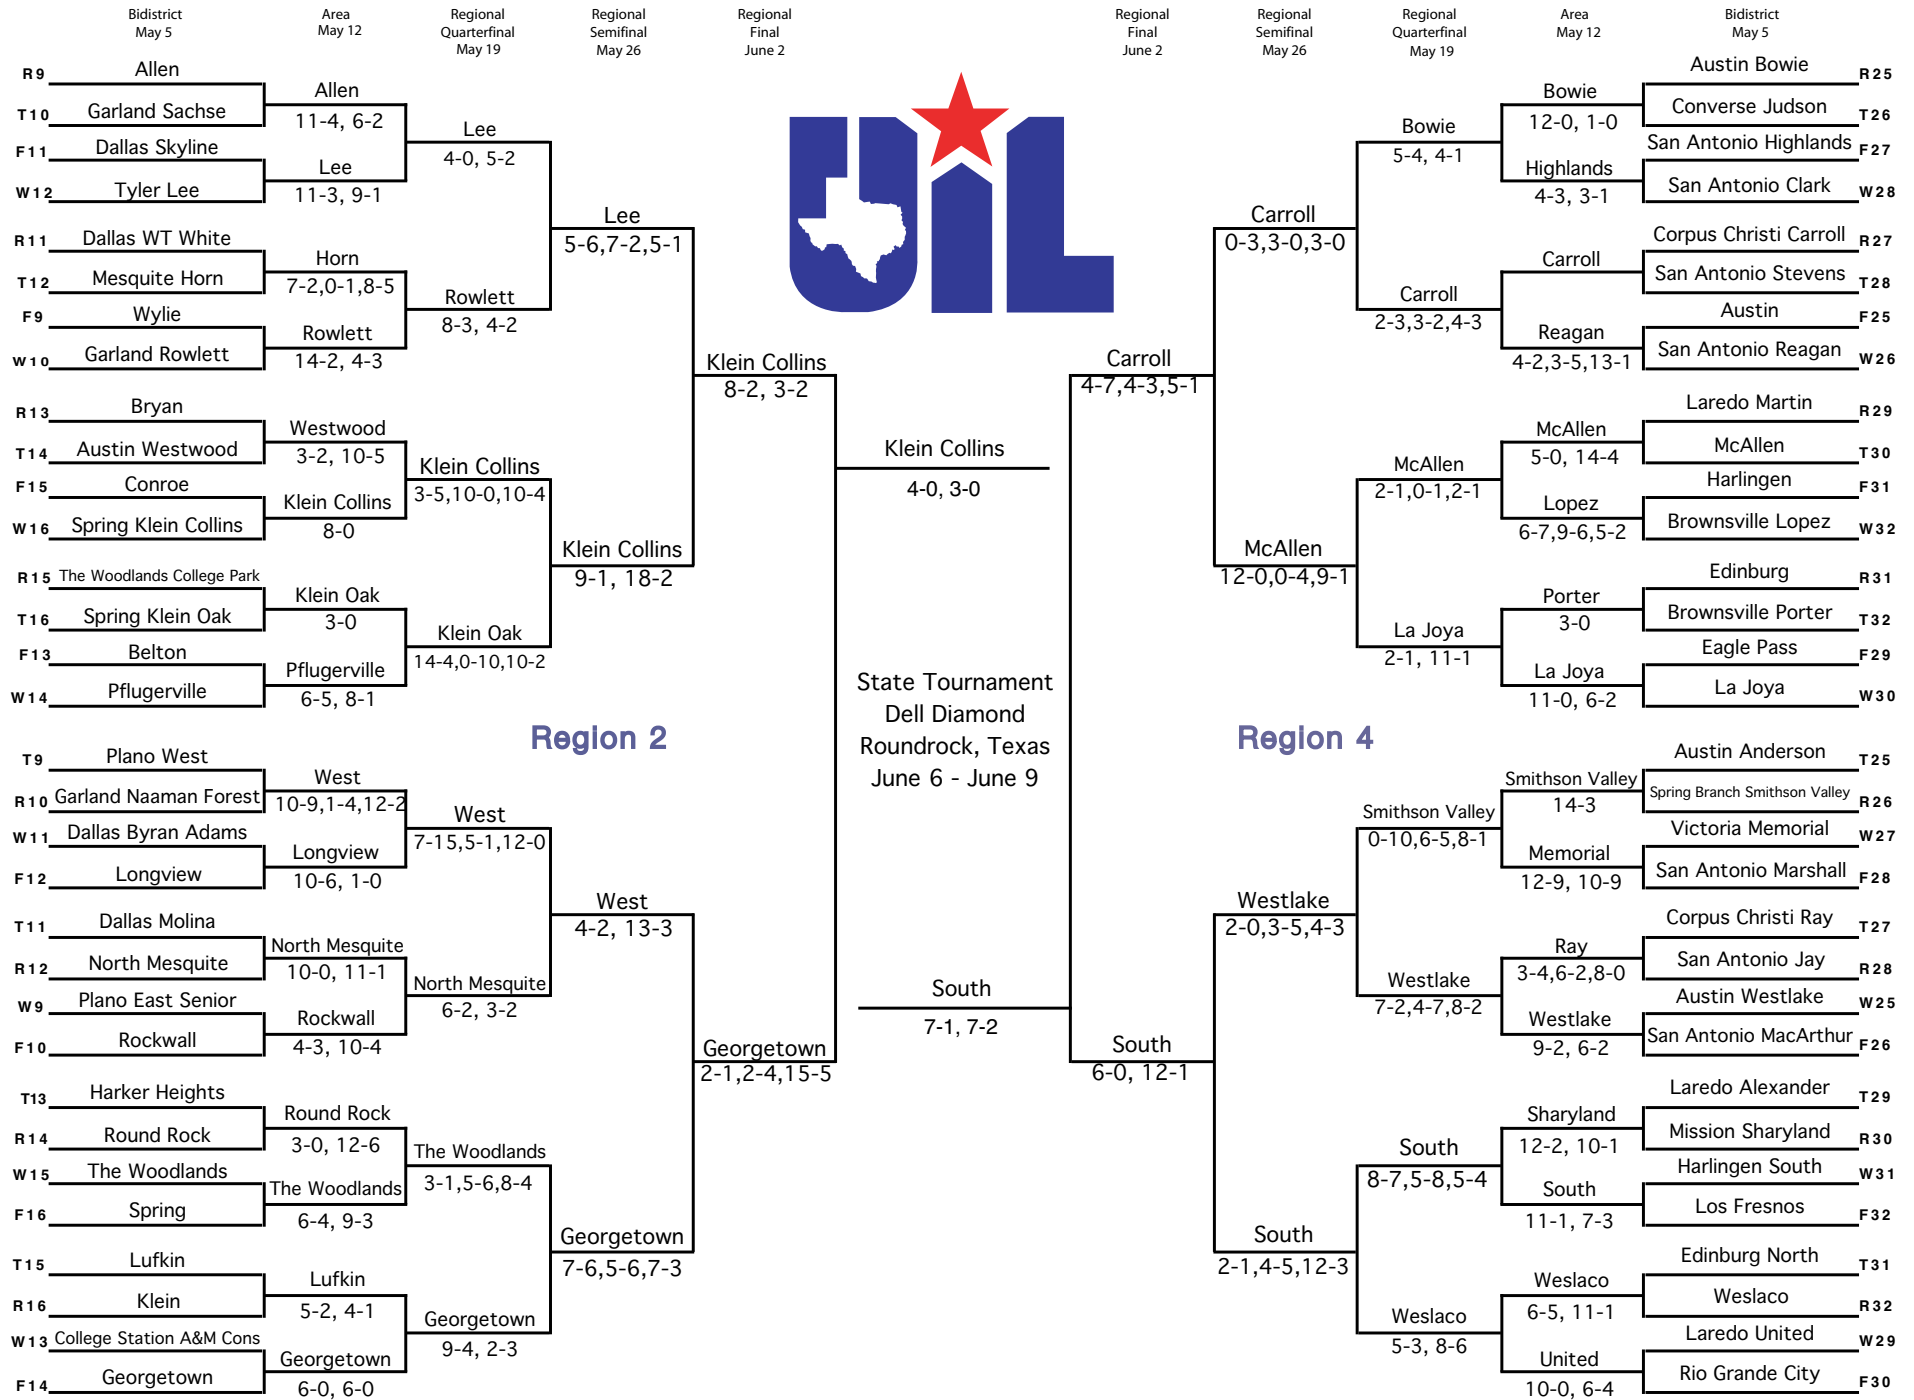 Bidistrict
May 5
Area
May 12
Regional
Quarterfinal
May 19
Regional
Semifinal
May 26
Regional
Final
June 2
Regional
Final
June 2
Regional
Semifinal
May 26
Regional
Quarterfinal
May 19
Area
May 12
Bidistrict
May 5
R9 Allen
T10 Garland Sachse
F11 Dallas Skyline
W12 Tyler Lee
R11 Dallas WT White
T12 Mesquite Horn
F9 Wylie
W10 Garland Rowlett
R13 Bryan
T14 Austin Westwood
F15 Conroe
W16 Spring Klein Collins
R15 The Woodlands College Park
T16 Spring Klein Oak
F13 Belton
W14 Pflugerville
T9 Plano West
R10 Garland Naaman Forest
W11 Dallas Byran Adams
F12 Longview
T11 Dallas Molina
R12 North Mesquite
W9 Plano East Senior
F10 Rockwall
T13 Harker Heights
R14 Round Rock
W15 The Woodlands
F16 Spring
T15 Lufkin
R16 Klein
W13 College Station A&M Cons
F14 Georgetown
Allen
11-4, 6-2
Lee
11-3, 9-1
Horn
7-2,0-1,8-5
Rowlett
14-2, 4-3
Westwood
3-2, 10-5
Klein Collins
8-0
Klein Oak
3-0
Pflugerville
6-5, 8-1
West
10-9,1-4,12-2
Longview
10-6, 1-0
North Mesquite
10-0, 11-1
Rockwall
4-3, 10-4
Round Rock
3-0, 12-6
The Woodlands
6-4, 9-3
Lufkin
5-2, 4-1
Georgetown
6-0, 6-0
Lee
4-0, 5-2
Rowlett
8-3, 4-2
Klein Collins
3-5,10-0,10-4
Klein Oak
14-4,0-10,10-2
West
7-15,5-1,12-0
North Mesquite
6-2, 3-2
The Woodlands
3-1,5-6,8-4
Georgetown
9-4, 2-3
Lee
5-6,7-2,5-1
Klein Collins
9-1, 18-2
Region 2
West
4-2, 13-3
Georgetown
7-6,5-6,7-3
Klein Collins
8-2, 3-2
Georgetown
2-1,2-4,15-5
UIL
Klein Collins
4-0, 3-0
State Tournament
Dell Diamond
Roundrock, Texas
June 6 - June 9
South
7-1, 7-2
Carroll
4-7,4-3,5-1
South
6-0, 12-1
Carroll
0-3,3-0,3-0
McAllen
12-0,0-4,9-1
Region 4
Westlake
2-0,3-5,4-3
South
2-1,4-5,12-3
Bowie
5-4, 4-1
Carroll
2-3,3-2,4-3
McAllen
2-1,0-1,2-1
La Joya
2-1, 11-1
Smithson Valley
0-10,6-5,8-1
Westlake
7-2,4-7,8-2
South
8-7,5-8,5-4
Weslaco
5-3, 8-6
Bowie
12-0, 1-0
Highlands
4-3, 3-1
Carroll
Reagan
4-2,3-5,13-1
McAllen
5-0, 14-4
Lopez
6-7,9-6,5-2
Porter
3-0
La Joya
11-0, 6-2
Smithson Valley
14-3
Memorial
12-9, 10-9
Ray
3-4,6-2,8-0
Westlake
9-2, 6-2
Sharyland
12-2, 10-1
South
11-1, 7-3
Weslaco
6-5, 11-1
United
10-0, 6-4
Austin Bowie R25
Converse Judson T26
San Antonio Highlands F27
San Antonio Clark W28
Corpus Christi Carroll R27
San Antonio Stevens T28
Austin F25
San Antonio Reagan W26
Laredo Martin R29
McAllen T30
Harlingen F31
Brownsville Lopez W32
Edinburg R31
Brownsville Porter T32
Eagle Pass F29
La Joya W30
Austin Anderson T25
Spring Branch Smithson Valley R26
Victoria Memorial W27
San Antonio Marshall F28
Corpus Christi Ray T27
San Antonio Jay R28
Austin Westlake W25
San Antonio MacArthur F26
Laredo Alexander T29
Mission Sharyland R30
Harlingen South W31
Los Fresnos F32
Edinburg North T31
Weslaco R32
Laredo United W29
Rio Grande City F30